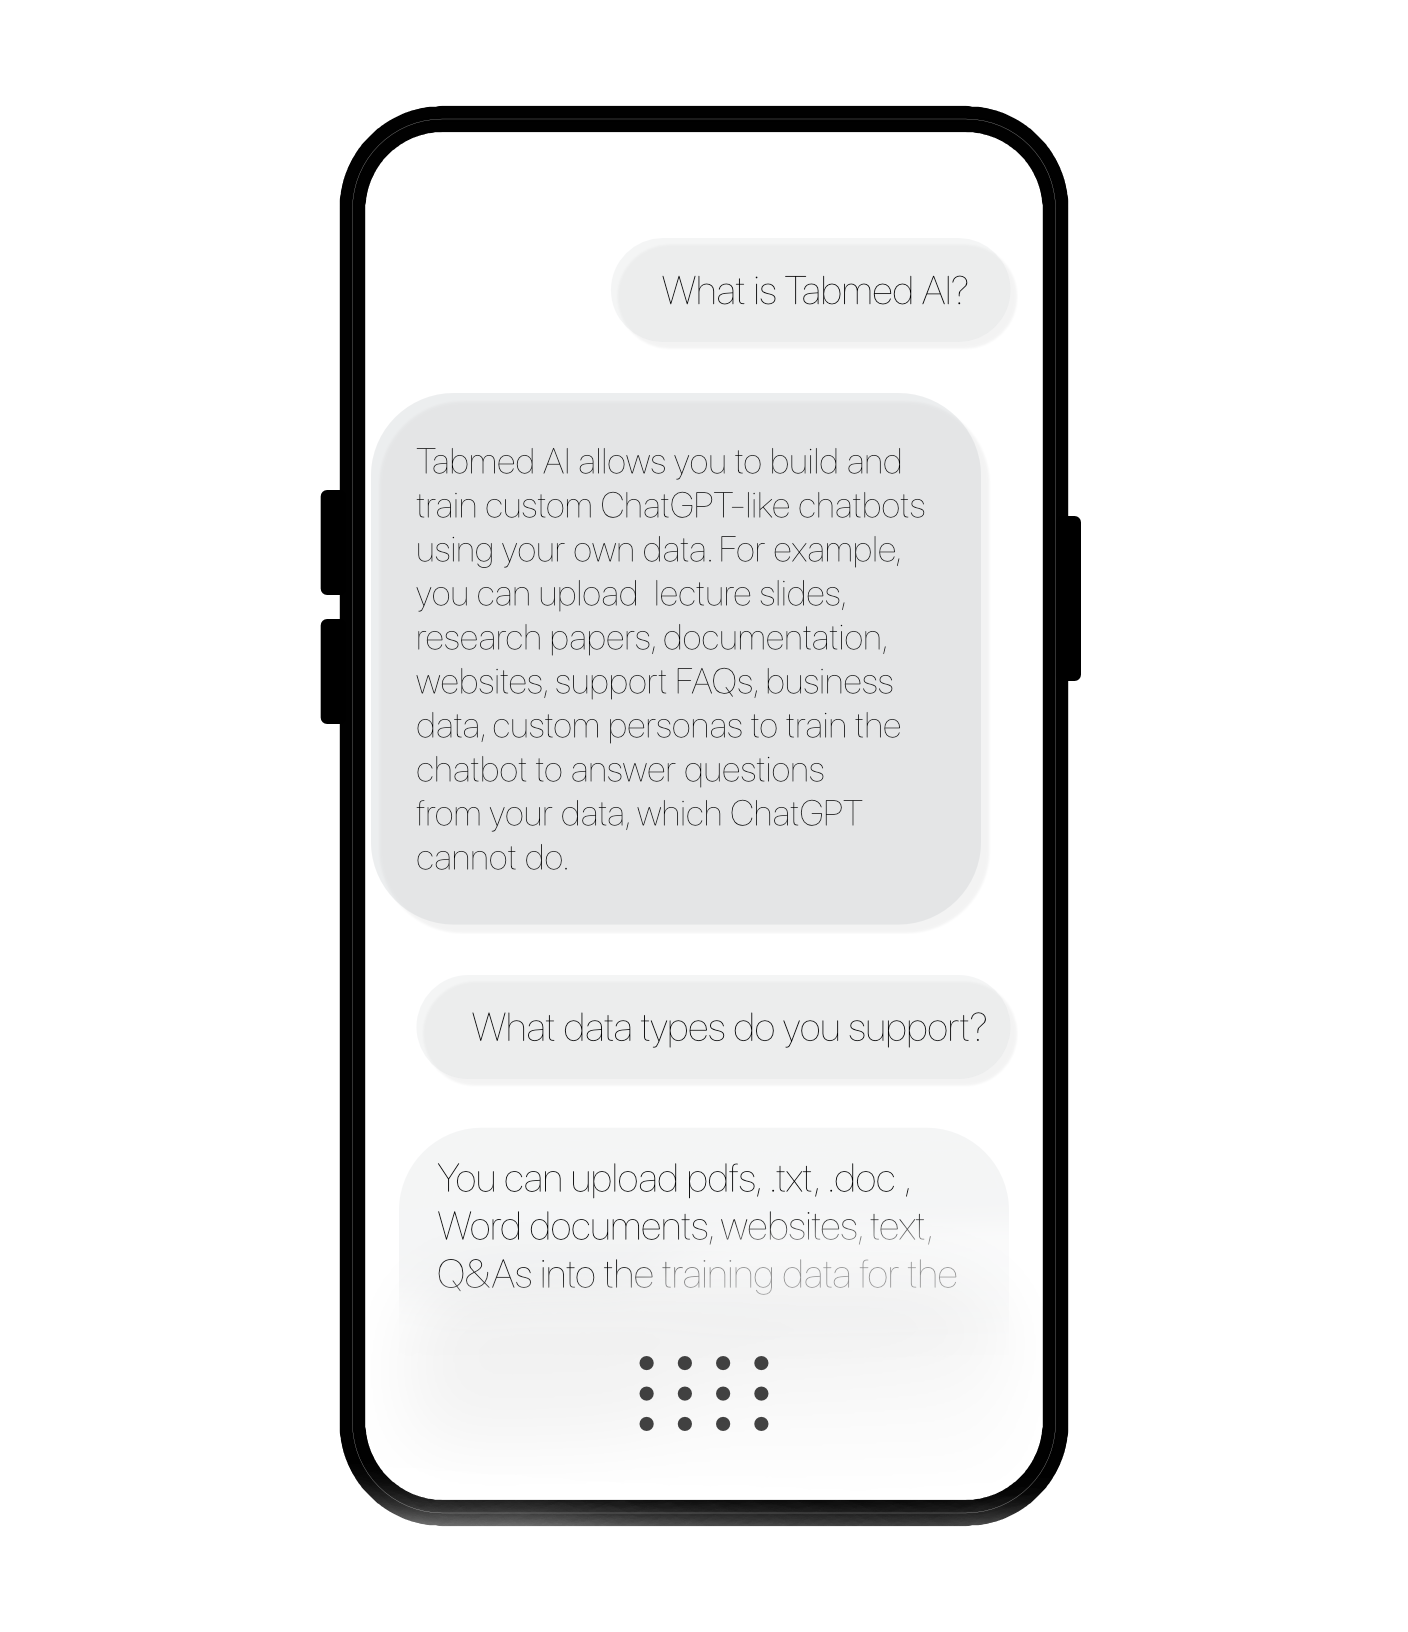 What is Tabmed AI?
Tabmed AI allows you to build and
train custom ChatGPT-like chatbots
using your own data. For example,
you can upload  lecture slides,
research papers, documentation,
websites, support FAQs, business
data, custom personas to train the
chatbot to answer questions
from your data, which ChatGPT
cannot do.
What data types do you support?
You can upload pdfs, .txt, .doc ,
Word documents, websites, text,
Q&As into the training data for the